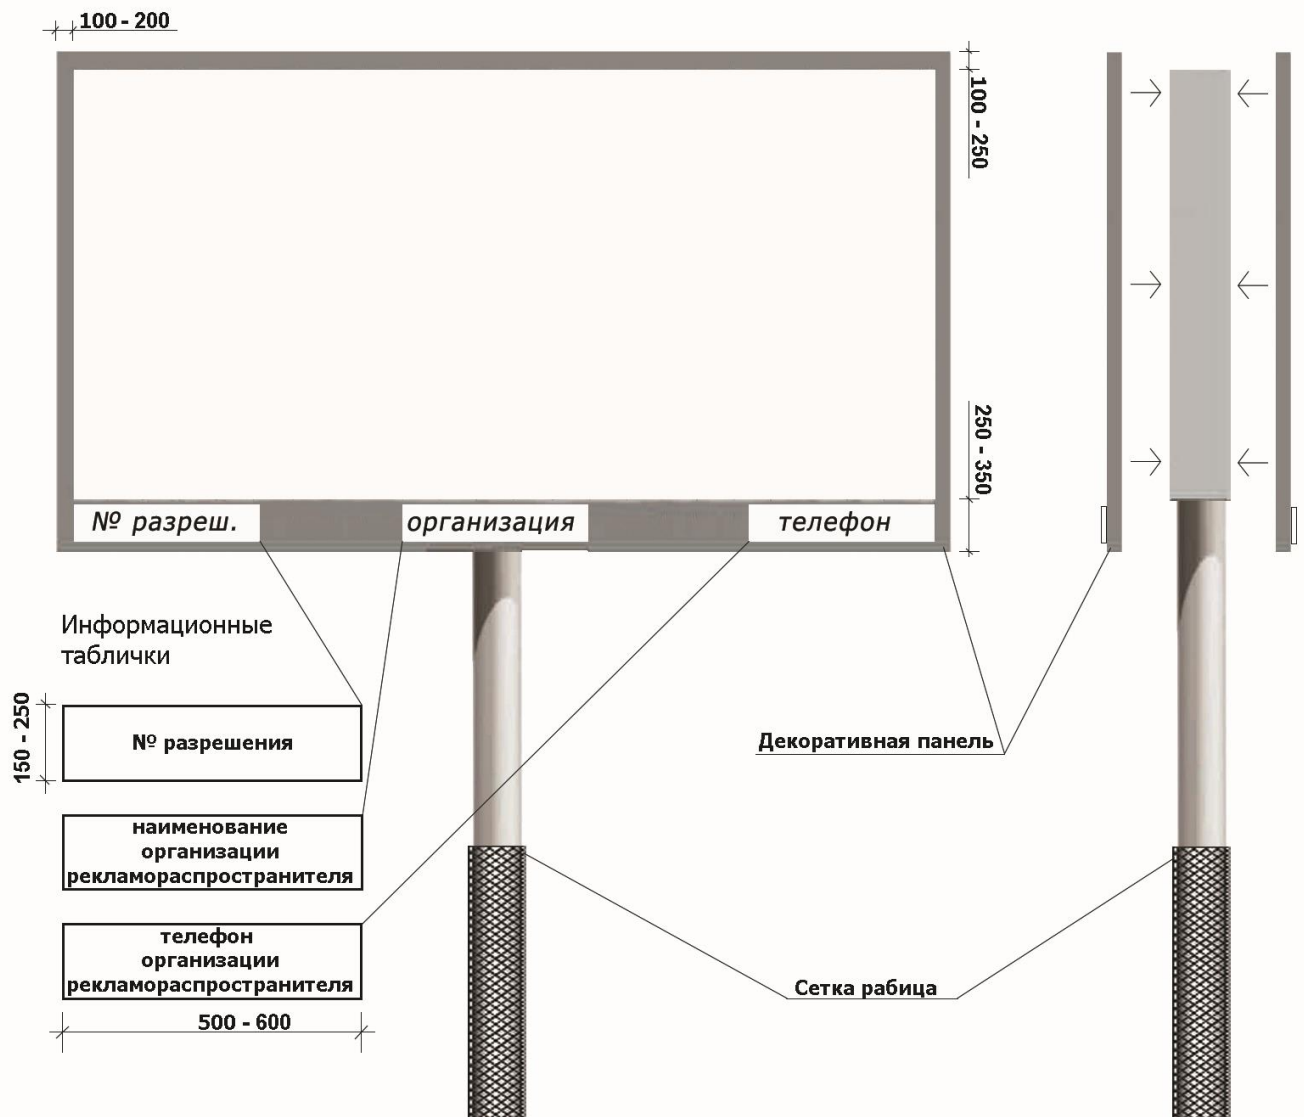 100 - 200
100 - 250
250 - 350
№ разреш.
организация
телефон
Информационные
таблички
150 - 250
№ разрешения
наименование
организации
рекламораспространителя
телефон
организации
рекламораспространителя
500 - 600
Декоративная панель
Сетка рабица